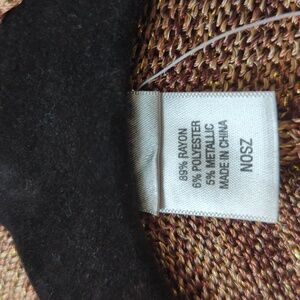 89% RAYON
6% POLYESTER
5% METALLIC
MADE IN CHINA
NOSZ